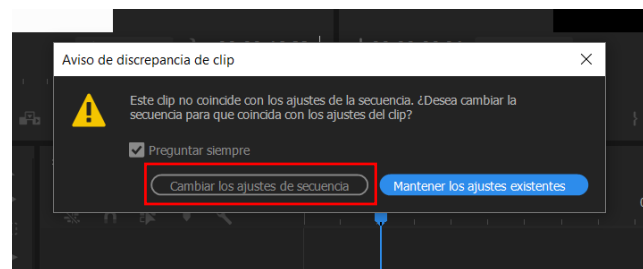 Aviso de discrepancia de clip
Este clip no coincide con los ajustes de la secuencia. ¿Desea cambiar la
secuencia para que coincida con los ajustes del clip?
Preguntar siempre
Cambiar los ajustes de secuencia
Mantener los ajustes existentes